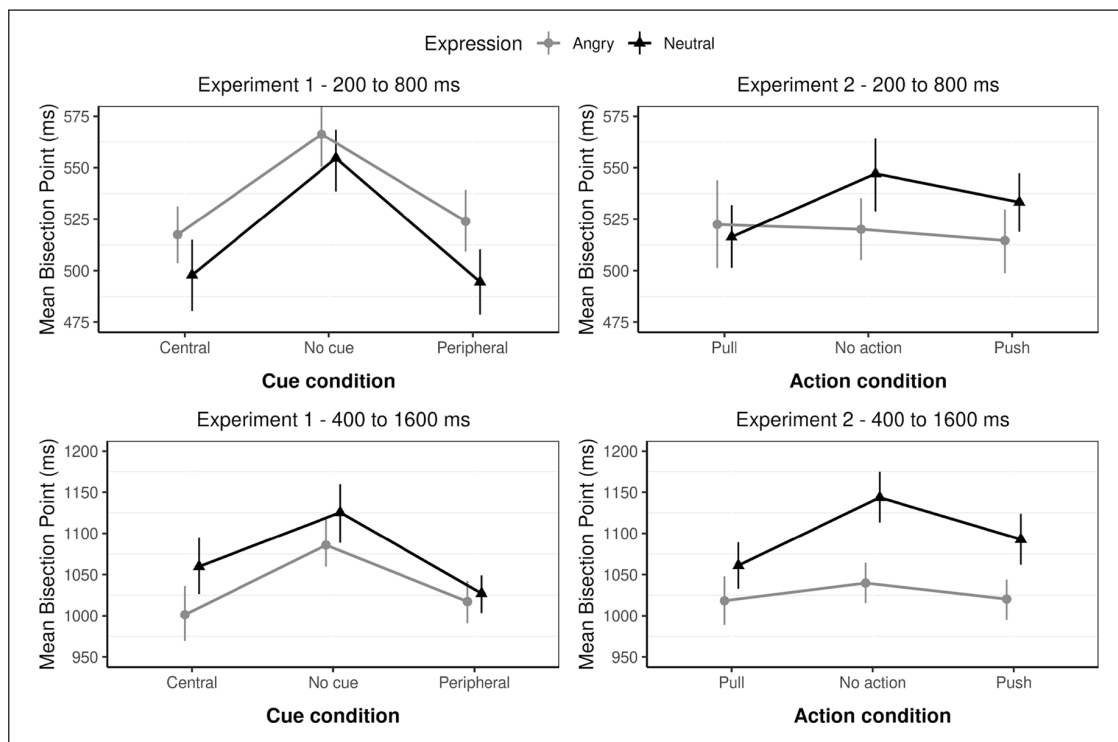 Expression Angry Neutral
Experiment 1 - 200 to 800 ms
Mean Bisection Point (ms)
575
550
525
500
475
Central No cue Peripheral
Cue condition
Experiment 2 - 200 to 800 ms
Mean Bisection Point (ms)
575
550
525
500
475
Pull No action Push
Action condition
Experiment 1 - 400 to 1600 ms
Mean Bisection Point (ms)
1200
1150
1100
1050
1000
950
Central No cue Peripheral
Cue condition
Experiment 2 - 400 to 1600 ms
Mean Bisection Point (ms)
1200
1150
1100
1050
1000
950
Pull No action Push
Action condition